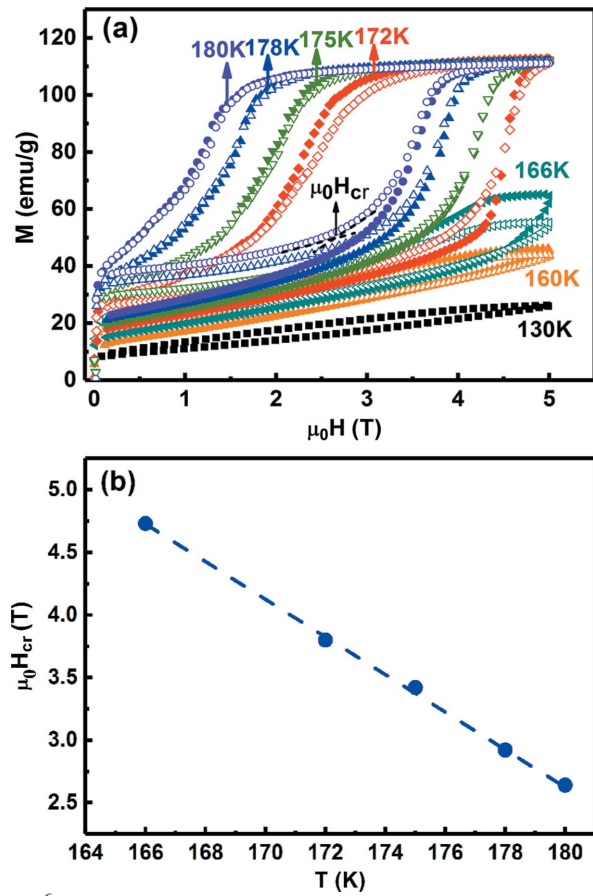 (a)
120
100
80
60
40
20
0
M (emu/g)
180K 178K 175K 172K
μ0Hcr
166K
160K
130K
0 1 2 3 4 5
μ0H (T)
(b)
5.0
4.5
4.0
3.5
3.0
2.5
μ0Hcr (T)
164 166 168 170 172 174 176 178 180
T (K)